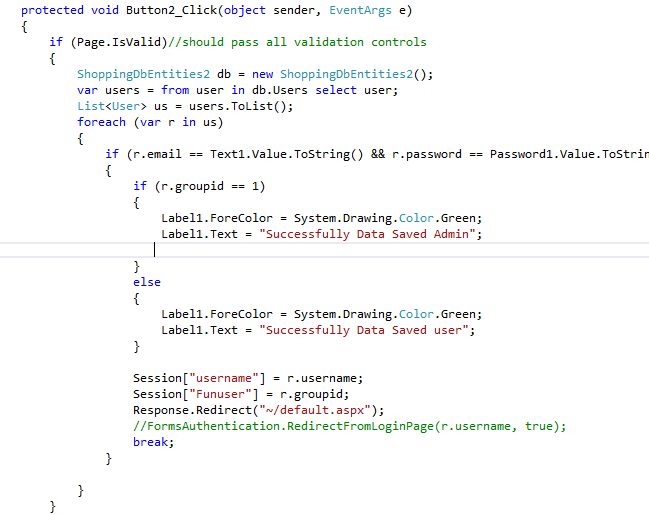 protected void Button2_Click(object sender, EventArgs e)
{
if (Page.IsValid)//should pass all validation controls
{
ShoppingDbEntities2 db = new ShoppingDbEntities2();
var users = from user in db.Users select user;
List<User> us = users.ToList();
foreach (var r in us)
{
if (r.email == Text1.Value.ToString() && r.password == Password1.Value.ToStrin
{
if (r.groupid == 1)
{
Label1.ForeColor = System.Drawing.Color.Green;
Label1.Text = "Successfully Data Saved Admin";
}
else
{
Label1.ForeColor = System.Drawing.Color.Green;
Label1.Text = "Successfully Data Saved user";
}
Session["username"] = r.username;
Session["Funuser"] = r.groupid;
Response.Redirect("~/default.aspx");
//FormsAuthentication.RedirectFromLoginPage(r.username, true);
break;
}
}
}